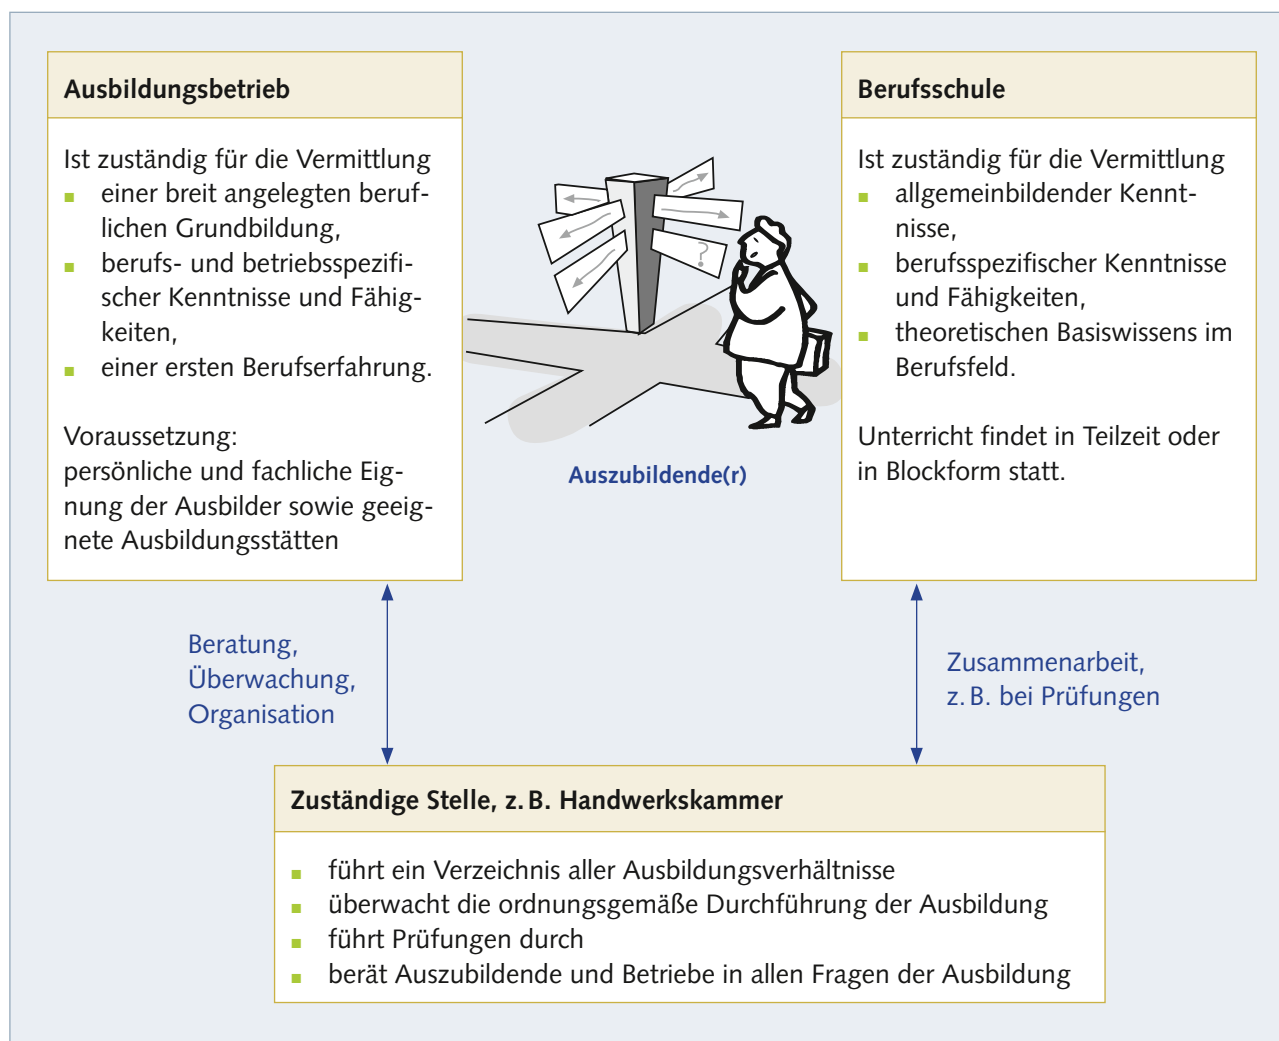 Ausbildungsbetrieb
Ist zuständig für die Vermittlung
einer breit angelegten beruf-
lichen Grundbildung,
berufs- und betriebsspezifi-
scher Kenntnisse und Fähig-
keiten,
einer ersten Berufserfahrung.
Voraussetzung:
persönliche und fachliche Eig-
nung der Ausbilder sowie geeig-
nete Ausbildungsstätten
?
Auszubildende(r)
Berufsschule
Ist zuständig für die Vermittlung
allgemeinbildender Kennt-
nisse,
berufsspezifischer Kenntnisse
und Fähigkeiten,
theoretischen Basiswissens im
Berufsfeld.
Unterricht findet in Teilzeit oder
in Blockform statt.
Beratung,
Überwachung,
Organisation
Zusammenarbeit,
z. B. bei Prüfungen
Zuständige Stelle, z. B. Handwerkskammer
führt ein Verzeichnis aller Ausbildungsverhältnisse
überwacht die ordnungsgemäße Durchführung der Ausbildung
führt Prüfungen durch
berät Auszubildende und Betriebe in allen Fragen der Ausbildung